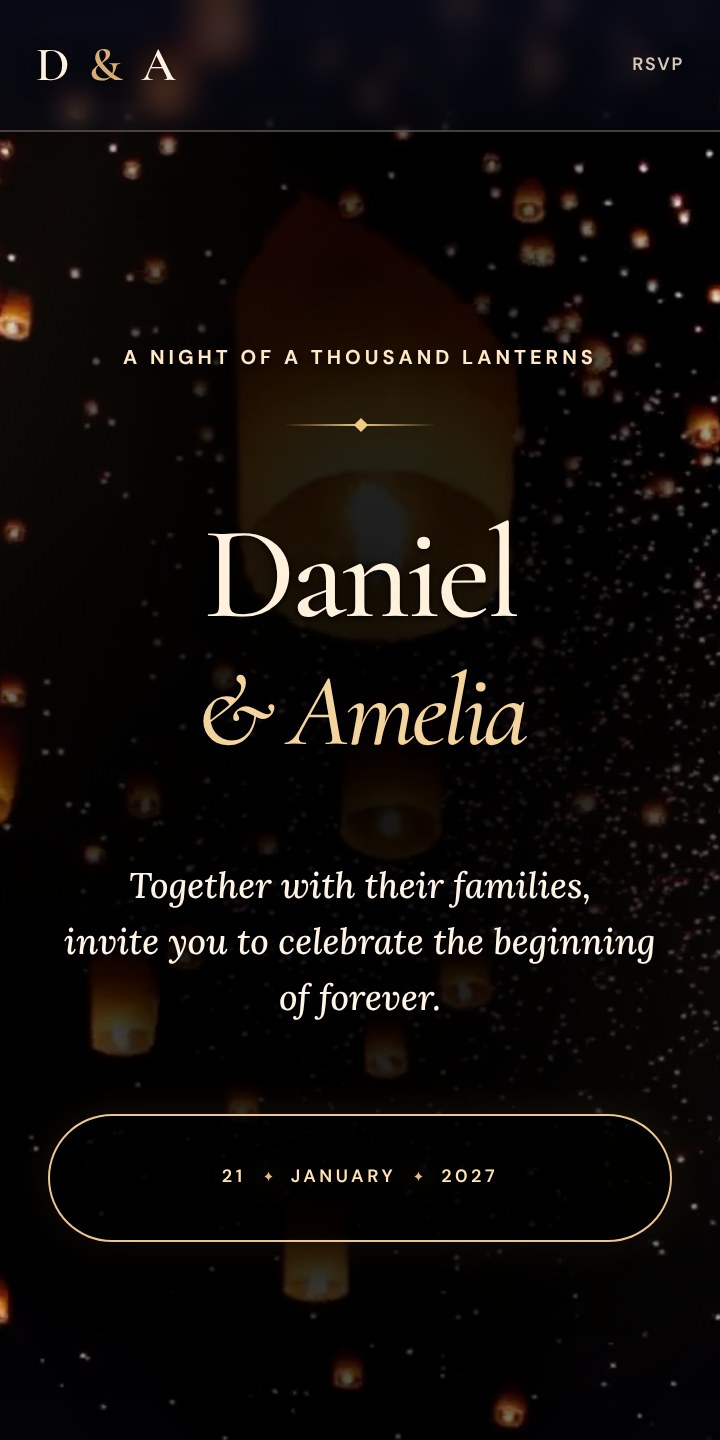 D & A
RSVP
A NIGHT OF A THOUSAND LANTERNS
Daniel
& Amelia
Together with their families,
invite you to celebrate the beginning
of forever.
21 ✦ JANUARY ✦ 2027